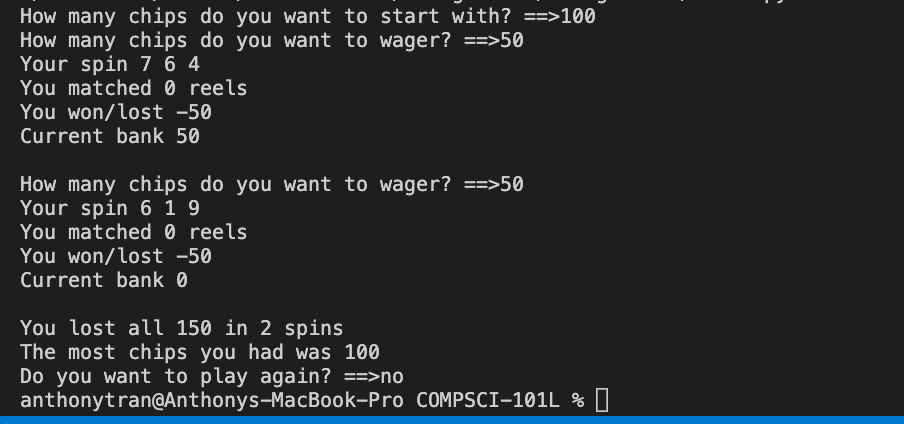 How many chips do you want to start with? ==>100
How many chips do you want to wager? ==>50
Your spin 7 6 4
You matched 0 reels
You won/lost -50
Current bank 50
How many chips do you want to wager? ==>50
Your spin 6 1 9
You matched 0 reels
You won/lost -50
Current bank 0
You lost all 150 in 2 spins
The most chips you had was 100
Do you want to play again? ==>no
anthonytran@Anthonys-MacBook-Pro COMPSCI-101L %